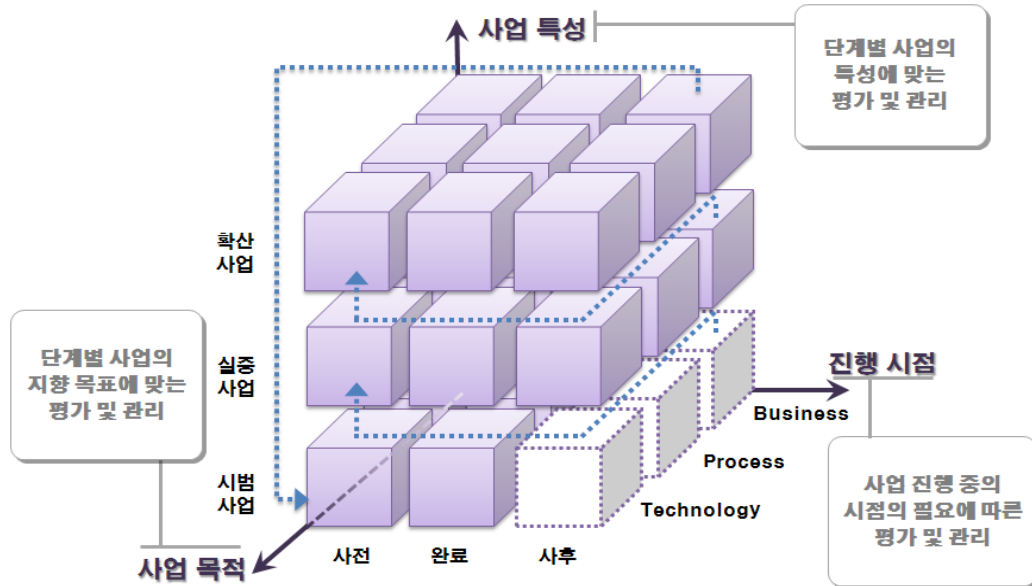 사업 특성
단계별 사업의
특성에 맞는
평가 및 관리
확산
사업
단계별 사업의
지향 목표에 맞는
평가 및 관리
실증
사업
진행 시점
Business
Process
시범
사업
Technology
사업 진행 중의
시점의 필요에 따른
평가 및 관리
사전
완료
사후
사업 목적